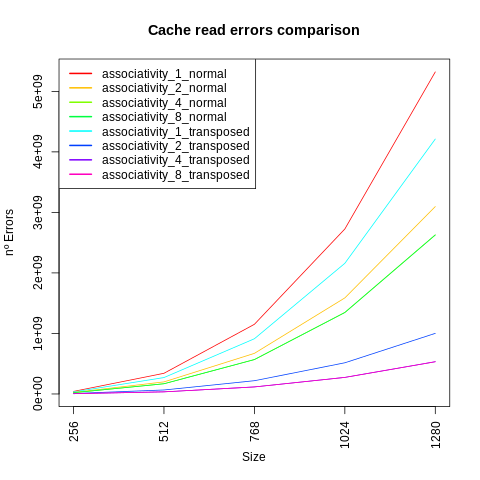 Cache read errors comparison
associativity_1_normal
associativity_2_normal
associativity_4_normal
associativity_8_normal
associativity_1_transposed
associativity_2_transposed
associativity_4_transposed
associativity_8_transposed
nº Errors
5e+09
4e+09
3e+09
2e+09
1e+09
0e+00
256
512
768
1024
1280
Size